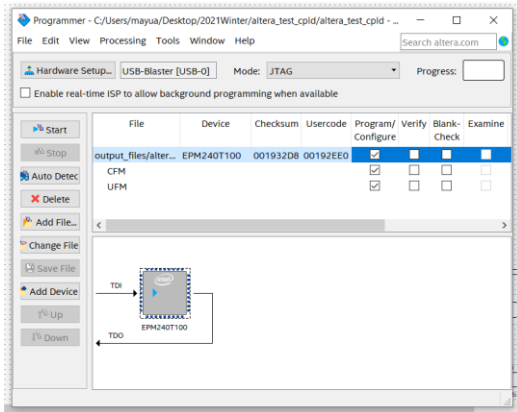 Programmer - C:/Users/mayua/Desktop/2021Winter/altera_test_cpld/altera_test_cpld - ...
File Edit View Processing Tools Window Help
Search altera.com
Hardware Setup... USB-Blaster [USB-0] Mode: JTAG Progress:
Enable real-time ISP to allow background programming when available
Start
Stop
Auto Detec
Delete
Add File...
Change File
Save File
Add Device
Up
Down
File Device Checksum Usercode Program/ Configure Verify Blank- Check Examine
output_files/alter... EPM240T100 001932D8 00192EE0
CFM
UFM
TDI
intel
EPM240T100
TDO